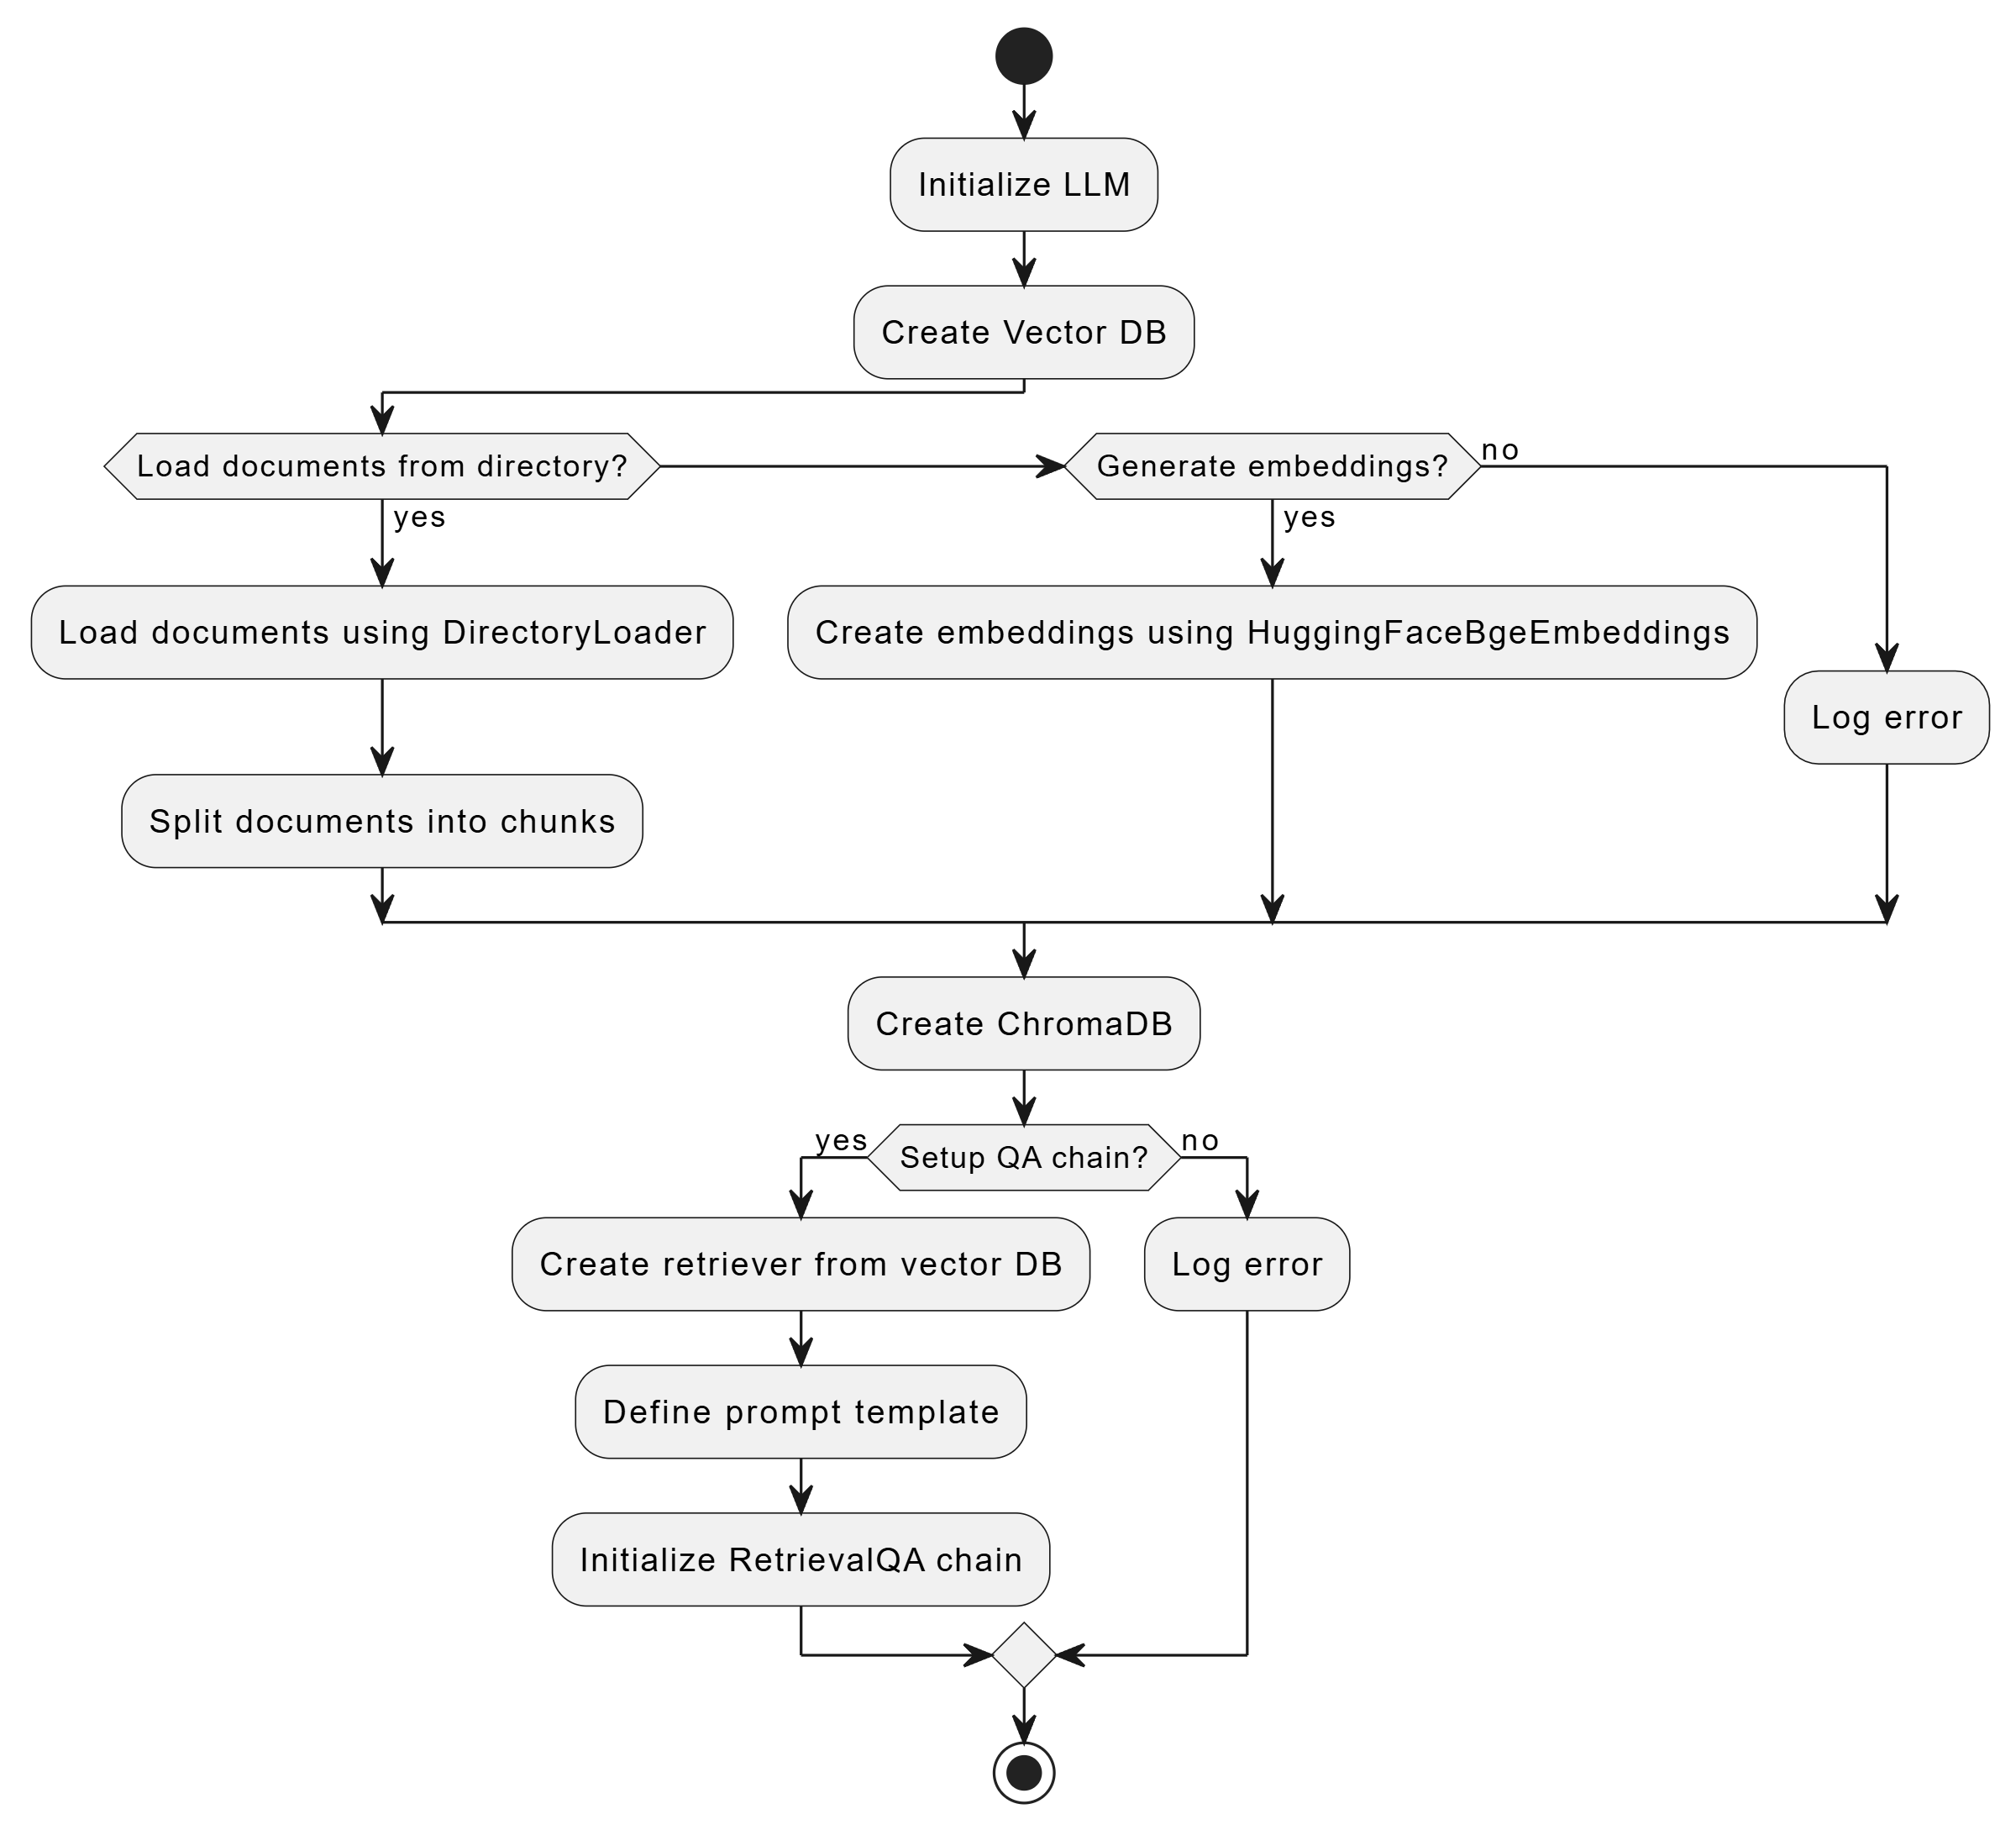 Initialize LLM
Create Vector DB
Load documents from directory?
Generate embeddings?
no
yes
yes
Load documents using DirectoryLoader
Create embeddings using HuggingFaceBgeEmbeddings
Log error
Split documents into chunks
Create ChromaDB
yes
Setup QA chain?
no
Create retriever from vector DB
Log error
Define prompt template
Initialize RetrievalQA chain